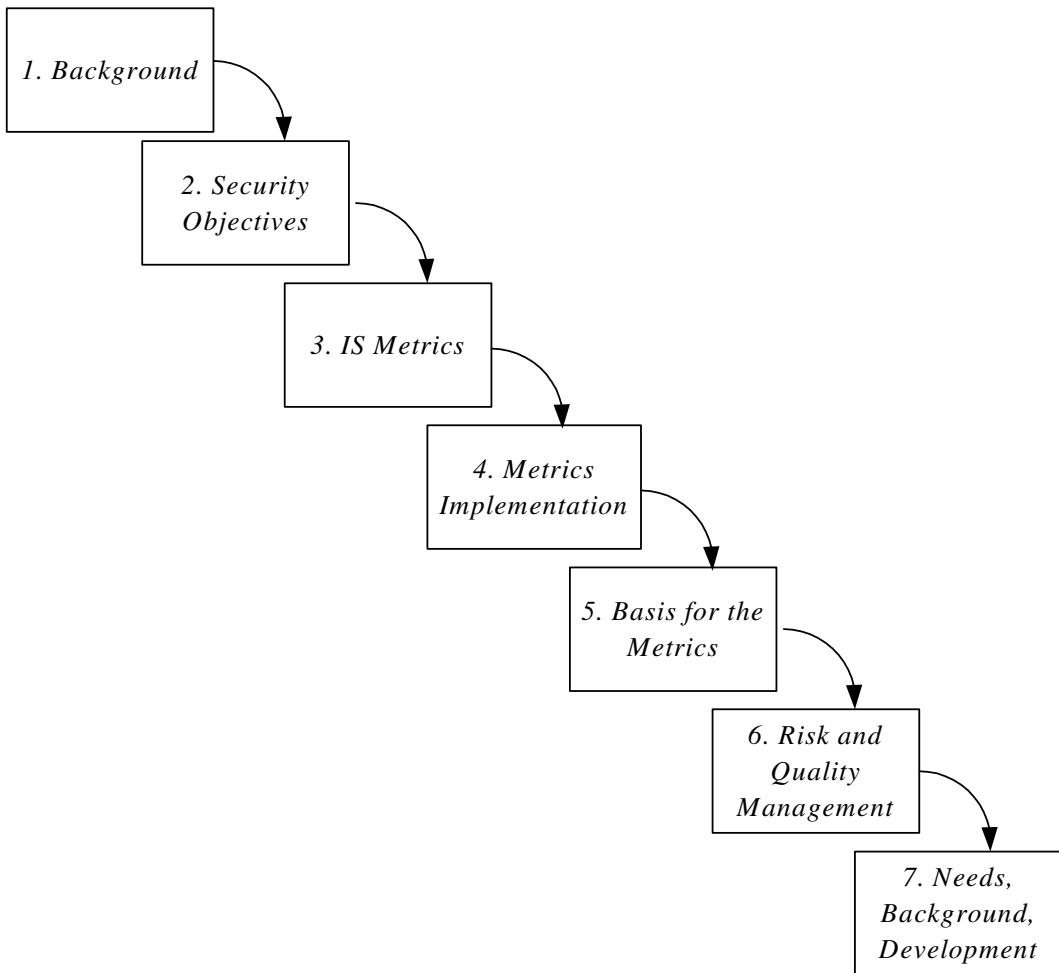 1. Background
2. Security
Objectives
3. IS Metrics
4. Metrics
Implementation
5. Basis for the
Metrics
6. Risk and
Quality
Management
7. Needs,
Background,
Development